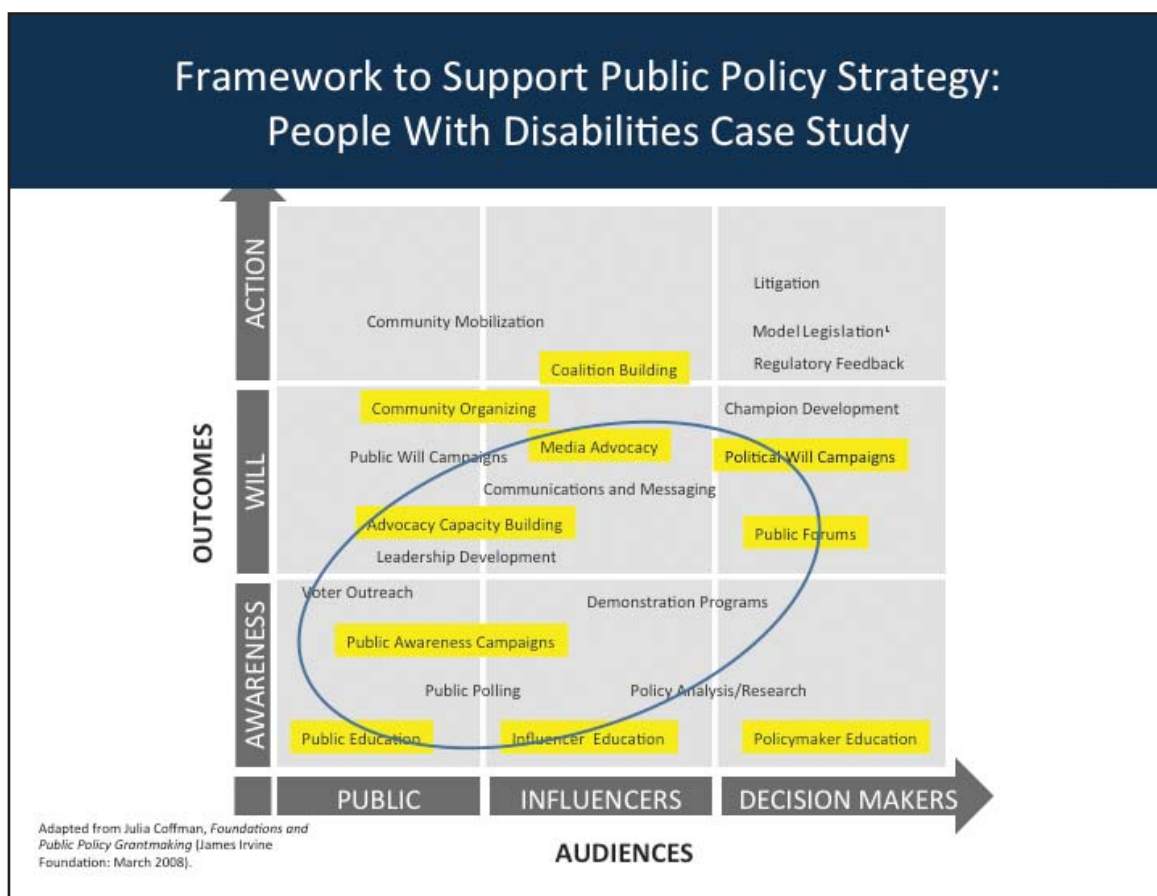 Framework to Support Public Policy Strategy:
People With Disabilities Case Study
OUTCOMES
ACTION
WILL
AWARENESS
Litigation
Community Mobilization
Model Legislation ᴸ
Regulatory Feedback
Coalition Building
Community Organizing
Champion Development
Media Advocacy
Public Will Campaigns
Political Will Campaigns
Communications and Messaging
Advocacy Capacity Building
Public Forums
Leadership Development
Voter Outreach
Demonstration Programs
Public Awareness Campaigns
Public Polling
Policy Analysis/Research
Public Education
Influencer Education
Policymaker Education
PUBLIC
INFLUENCERS
DECISION MAKERS
AUDIENCES
Adapted from Julia Coffman, Foundations and
Public Policy Grantmaking (James Irvine
Foundation: March 2008).